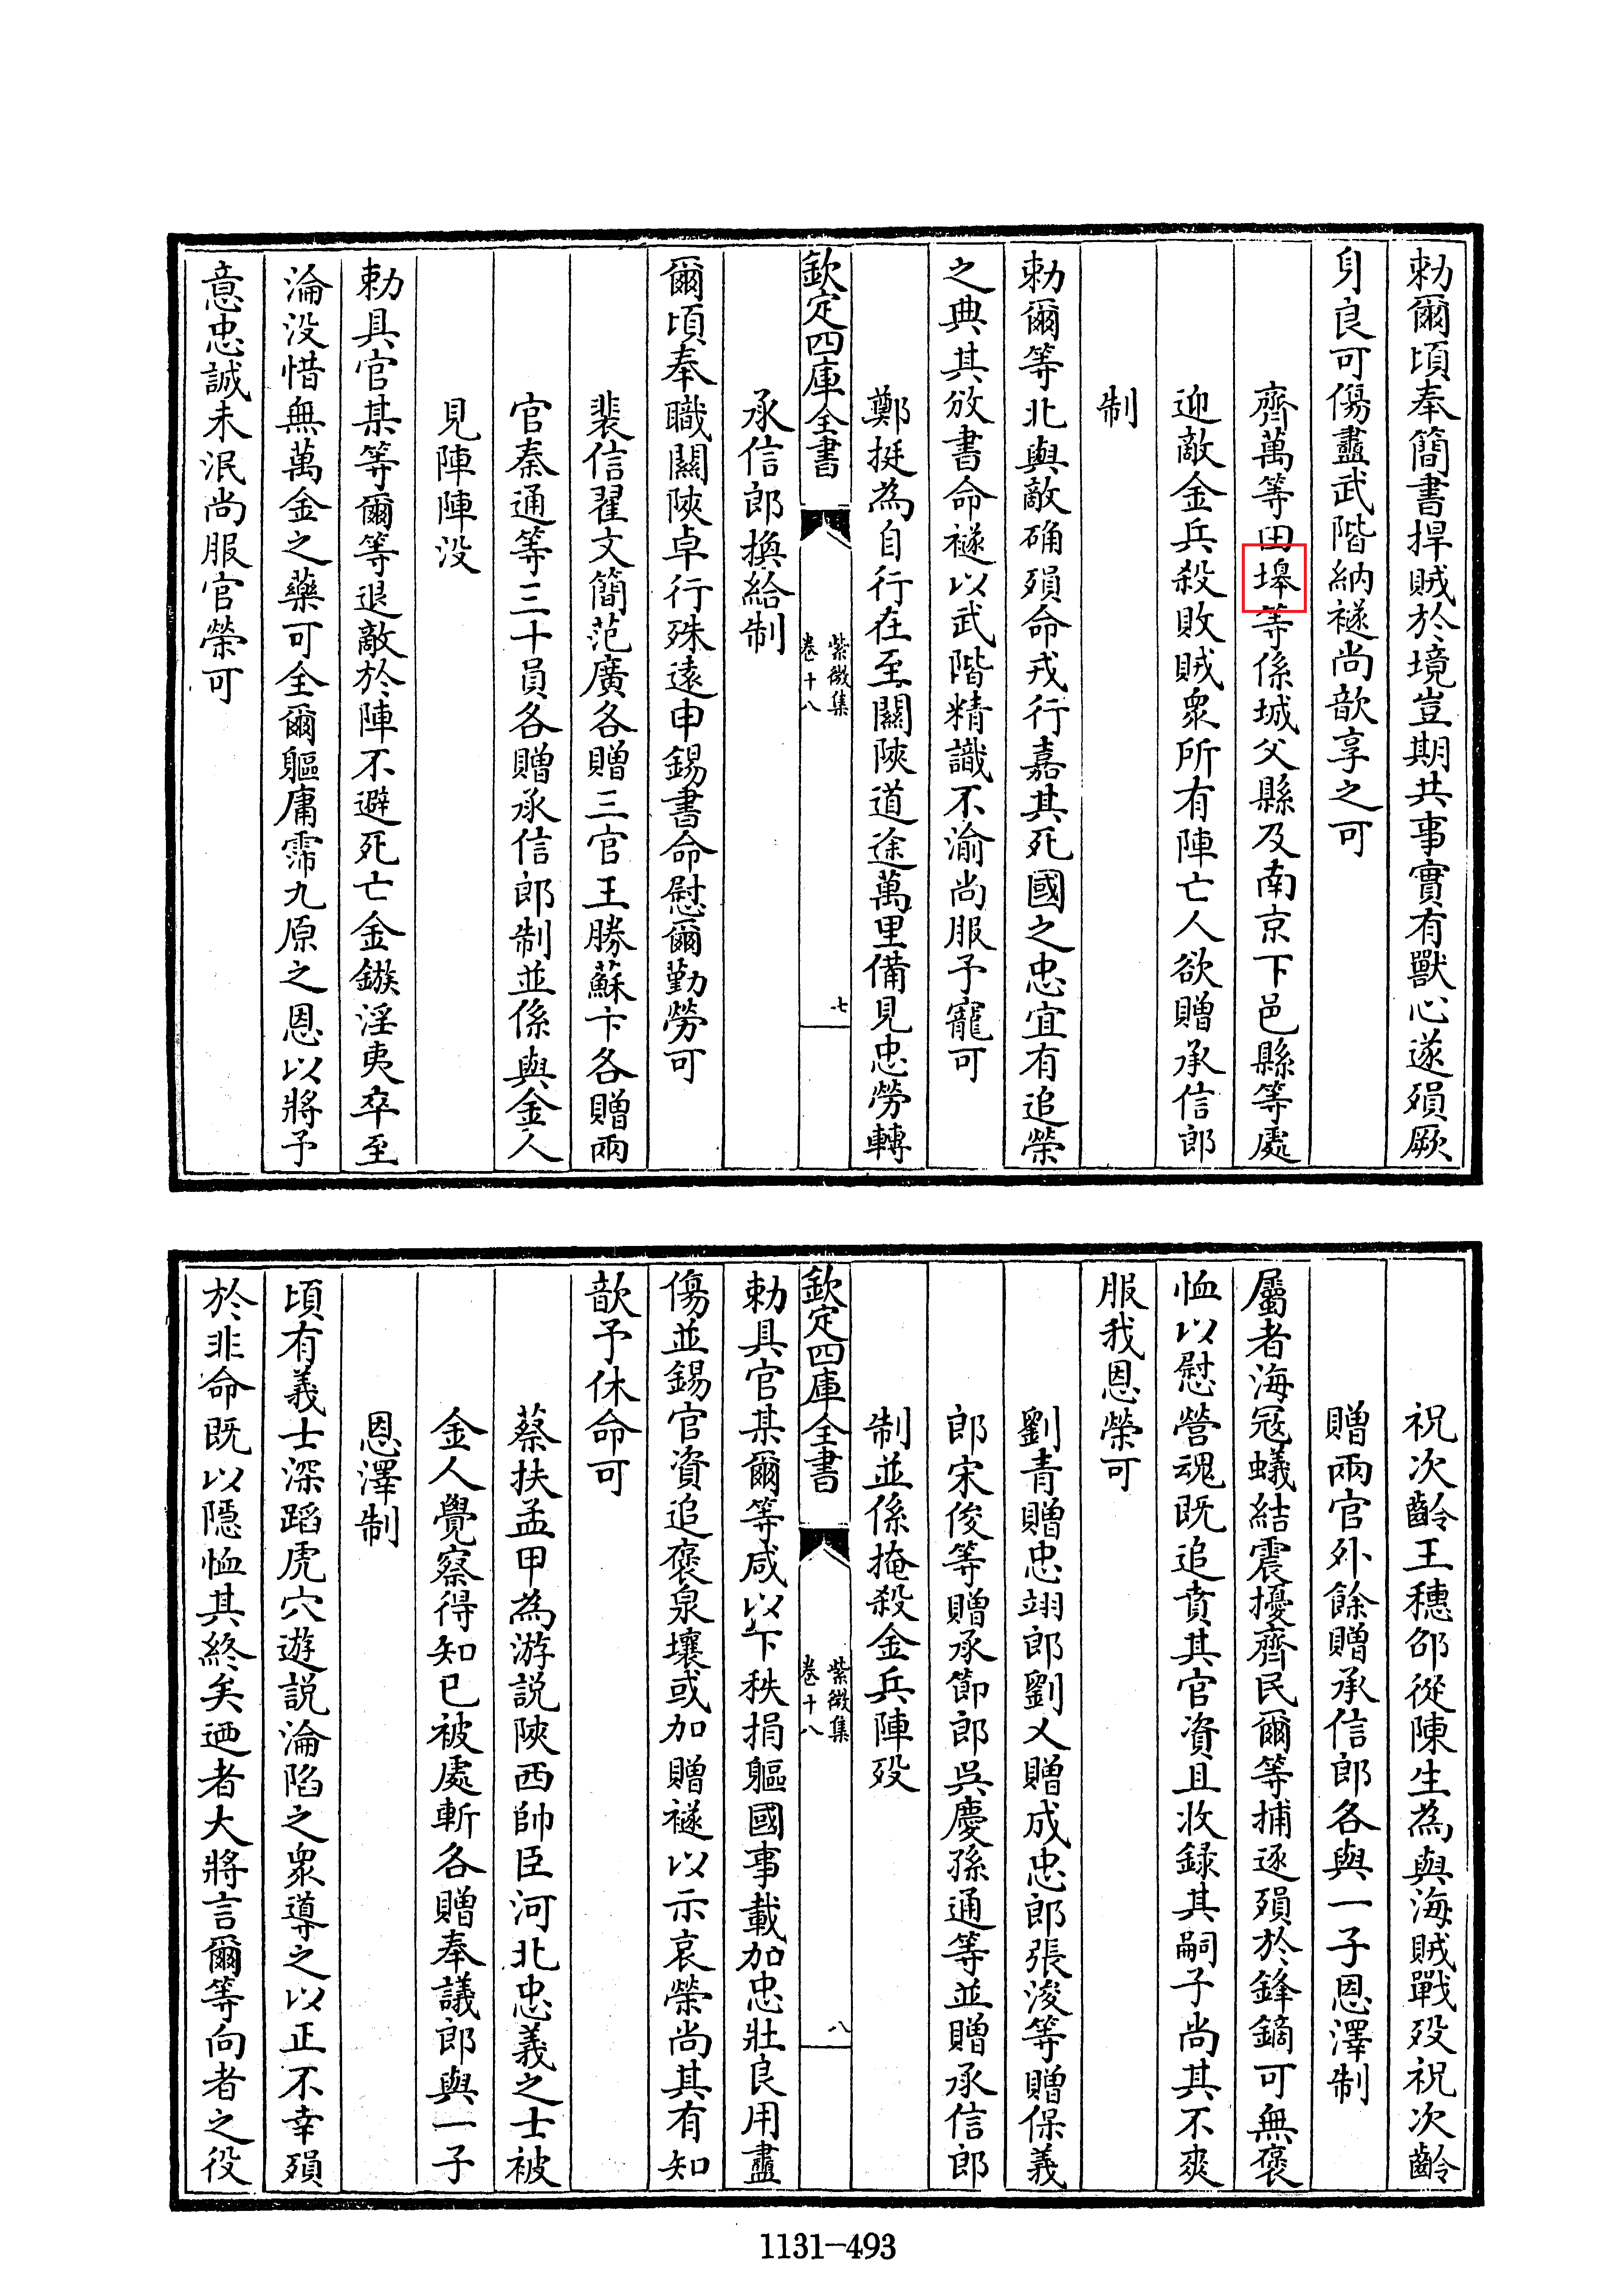 勅爾頃奉簡書捍賊於境豈期共事實有獸心遂殞厥
身良可傷盡武階納襚尚歆享之可
齊萬等田墿等係城父縣及南京下邑縣等處
迎敵金兵殺敗賊衆所有陣亡人欲贈承信郎
制
勅爾等北與敵确殞命戎行嘉其死國之忠宜有追榮
之典其攽書命襚以武階精識不渝尚服予寵可
鄭挺為自行在至關陜道途萬里備見忠勞轉
欽定四庫全書
紫微集
卷十八
七
承信郎換給制
爾頃奉職關陜卓行殊遠申錫書命慰爾勤勞可
裴信翟文簡范廣各贈三官王勝蘇卞各贈兩
官秦通等三十員各贈承信郎制並係與金人
見陣陣没
勅具官某等爾等退敵於陣不避死亡金鏃淫夷卒至
淪没惜無萬金之藥可全爾軀庸霈九原之恩以將予
意忠誠未泯尚服官榮可
祝次齡王穗邵從陳生為與海賊戰歿祝次齡
贈兩官外餘贈承信郎各與一子恩澤制
屬者海冦蟻結震擾齊民爾等捕逐殞於鋒鏑可無褒
恤以慰營魂既追賁其官資且收録其嗣子尚其不爽
服我恩榮可
劉青贈忠翊郎劉乂贈成忠郎張浚等贈保義
郎宋俊等贈承節郎吳慶孫通等並贈承信郎
制並係掩殺金兵陣歿
欽定四庫全書
紫微集
卷十八
八
勅具官某爾等咸以下秩捐軀國事載加忠壯良用盡
傷並錫官資追褒泉壤或加贈襚以示哀榮尚其有知
歆予休命可
蔡扶孟甲為游説陜西帥臣河北忠義之士被
金人覺察得知已被處斬各贈奉議郎與一子
恩澤制
頃有義士深蹈虎穴遊説淪陷之衆導之以正不幸殞
於非命既以隱恤其終矣迺者大將言爾等向者之役
1131-493